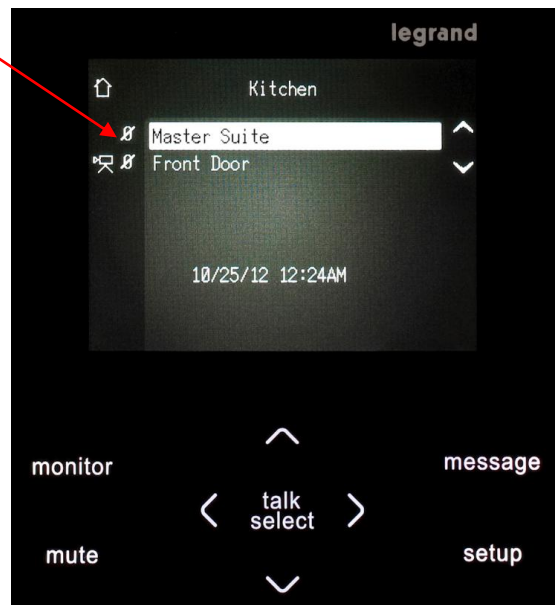 legrand
Kitchen
Master Suite
Front Door
10/25/12 12:24AM
monitor
message
talk
select
mute
setup